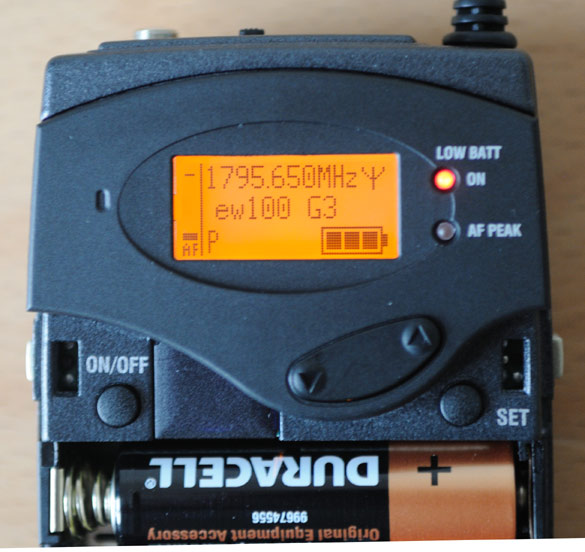 LOW BATT
ON
1795.650MHz
ew100 G3
AF P
AF PEAK
ON/OFF
SET
DURACELL®
+
99674556
Original Equipment Accessory